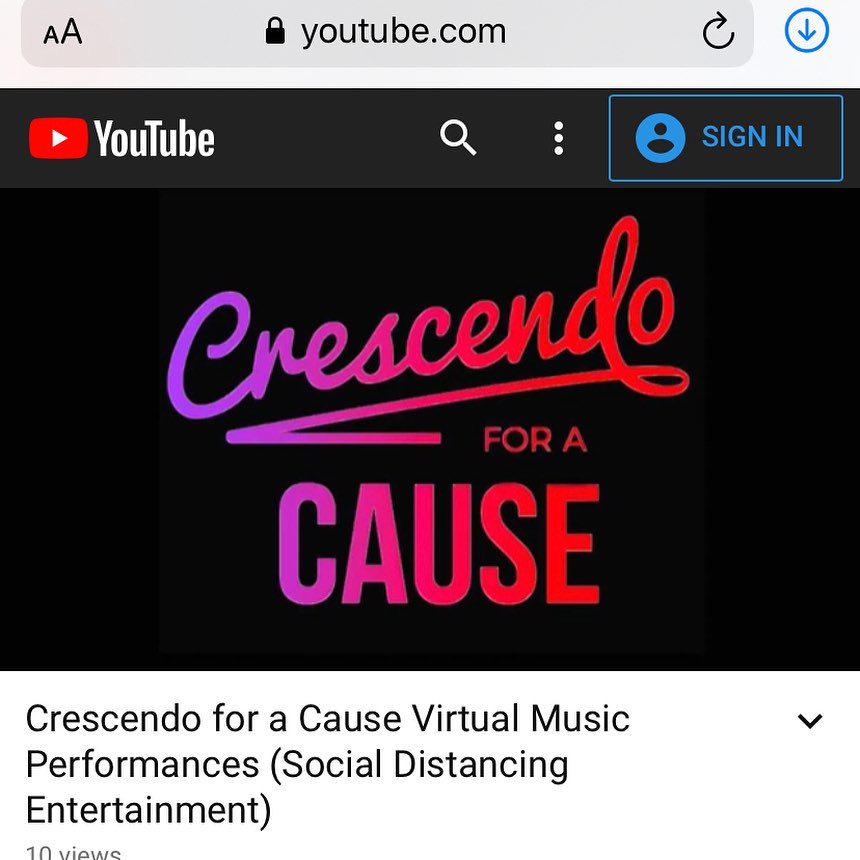 AA youtube.com
YouTube SIGN IN
Crescendo
FOR A
CAUSE
Crescendo for a Cause Virtual Music
Performances (Social Distancing
Entertainment)
10 views